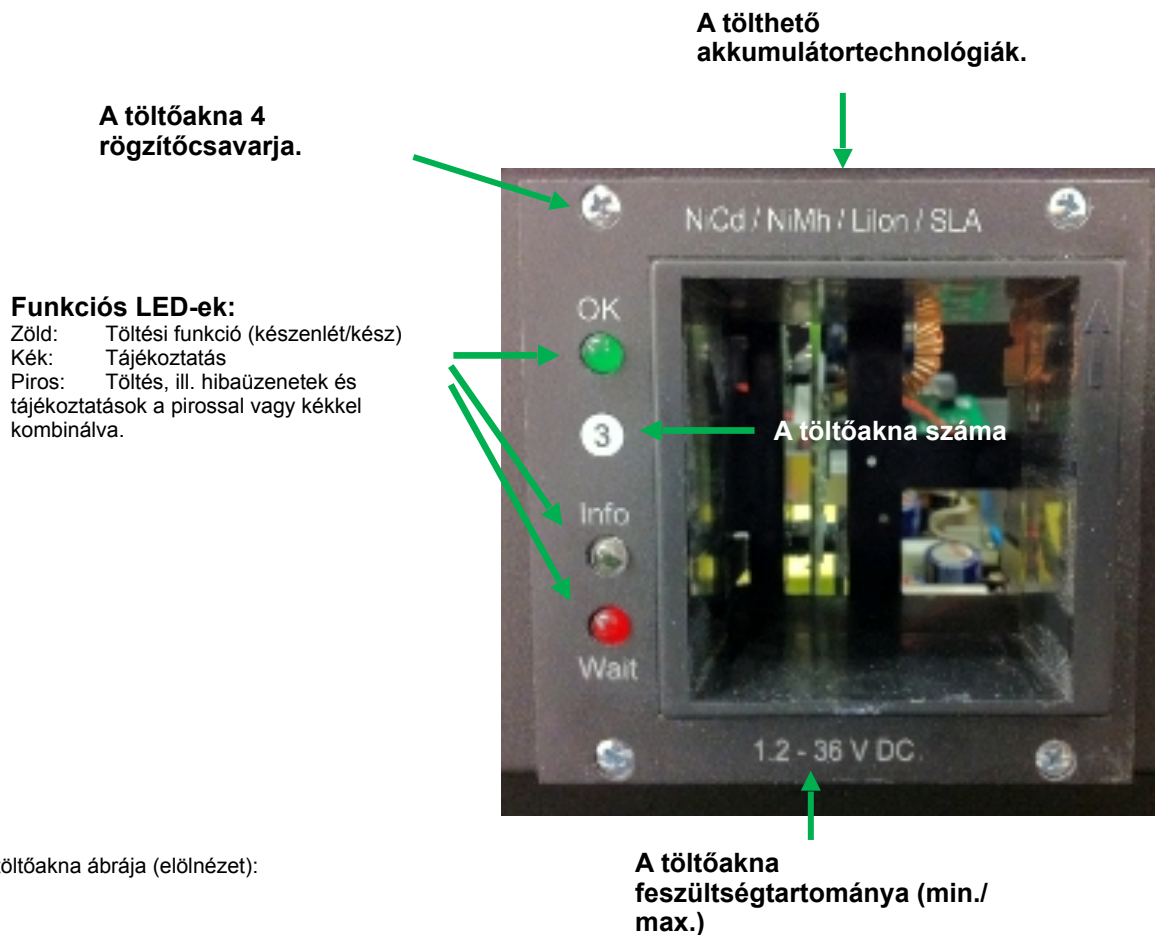 A tölthető
akkumulátortechnológiák.
A töltőakna 4
rögzítőcsavarja.
NiCd / NiMh / LiIon / SLA
Funkciós LED-ek:
Zöld: Töltési funkció (készenlét/kész)
Kék: Tájékoztatás
Piros: Töltés, ill. hibaüzenetek és
tájékoztatások a pirossal vagy kékkel
kombinálva.
OK
3
A töltőakna száma
Info
Wait
1.2 - 36 V DC
töltőakna ábrája (elölnézet):
A töltőakna
feszültségtartománya (min./
max.)